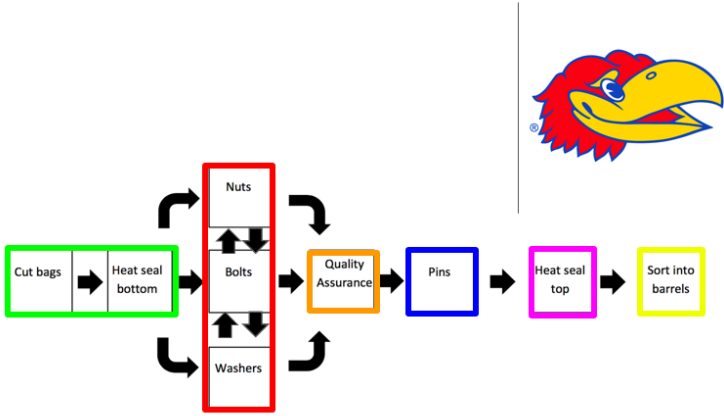 Nuts
Cut bags
Heat seal
bottom
Bolts
Quality
Assurance
Pins
Heat seal
top
Sort into
barrels
Washers
®